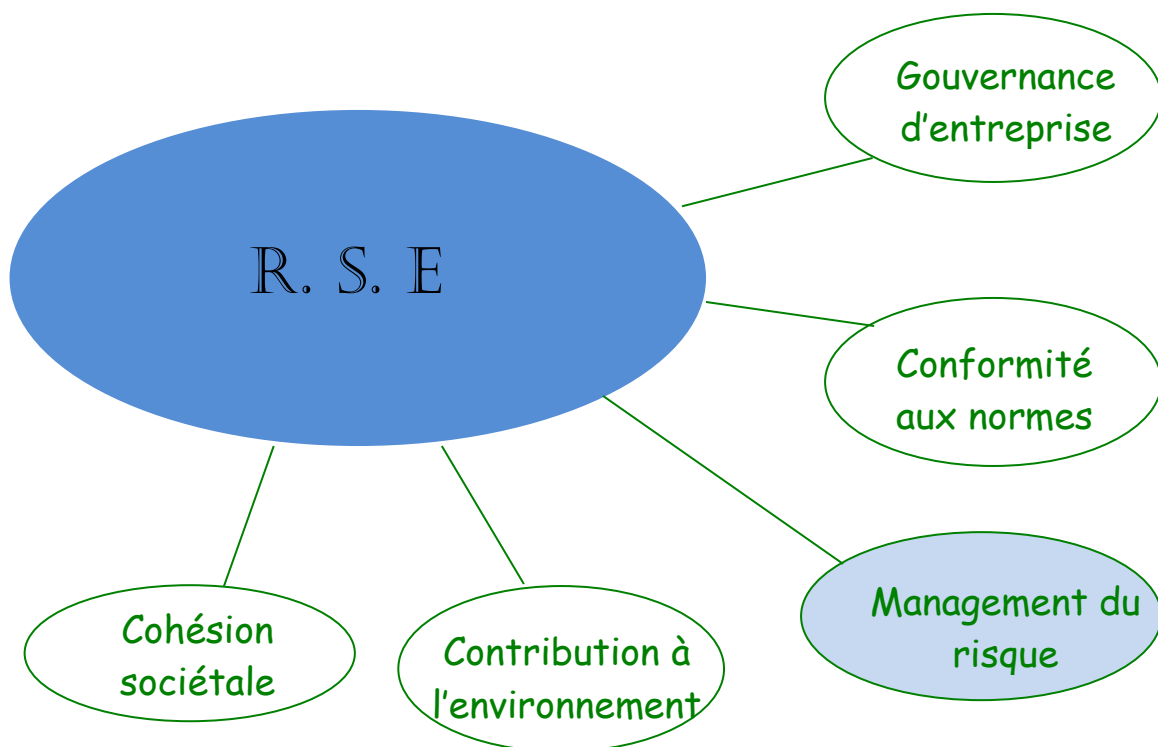 Gouvernance
d'entreprise
R. S. E
Conformité
aux normes
Management du
risque
Cohésion
sociétale
Contribution à
l'environnement